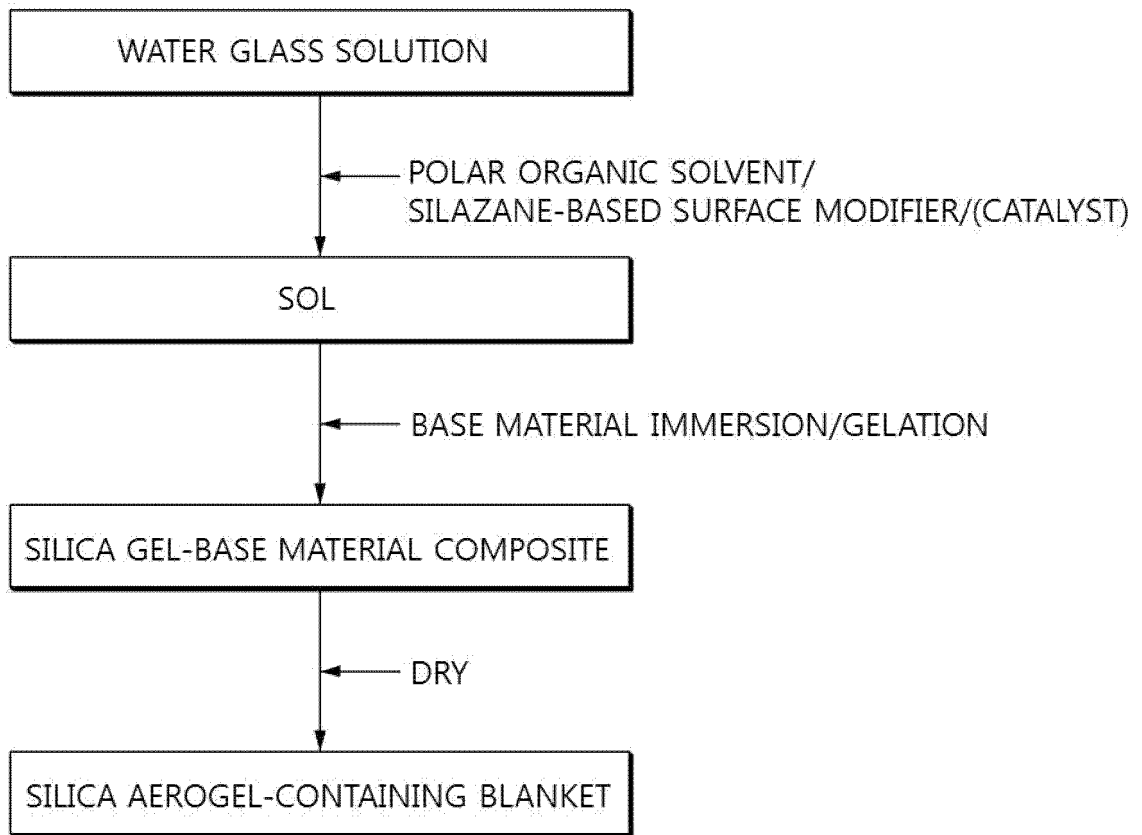 WATER GLASS SOLUTION
POLAR ORGANIC SOLVENT/
SILAZANE-BASED SURFACE MODIFIER/(CATALYST)
SOL
BASE MATERIAL IMMERSION/GELATION
SILICA GEL-BASE MATERIAL COMPOSITE
DRY
SILICA AEROGEL-CONTAINING BLANKET